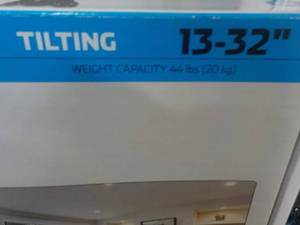 TILTING 13-32"
WEIGHT CAPACITY 44 lbs (20 kg)